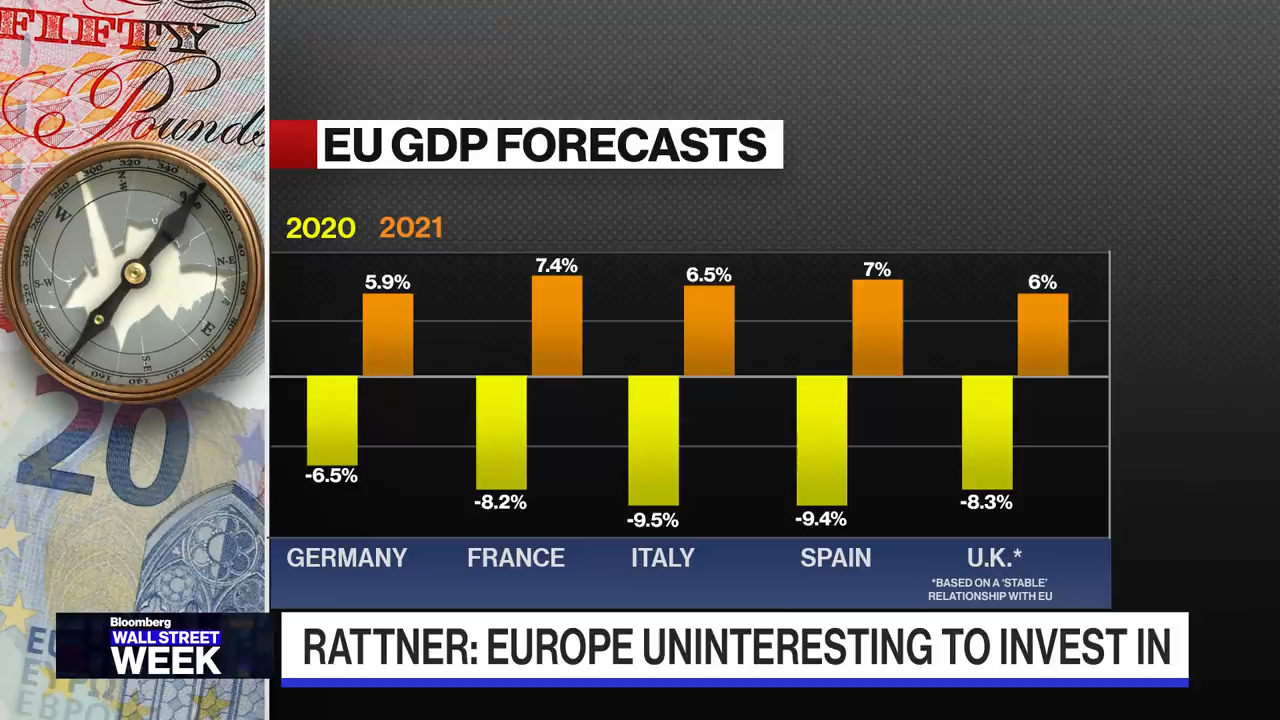 FIFTY
Pounds
EU GDP FORECASTS
2020 2021
5.9%
7.4%
6.5%
7%
6%
-6.5%
-8.2%
-9.5%
-9.4%
-8.3%
GERMANY FRANCE ITALY SPAIN U.K.*
*BASED ON A 'STABLE'
RELATIONSHIP WITH EU
20
Bloomberg
WALL STREET
WEEK
RATTNER: EUROPE UNINTERESTING TO INVEST IN